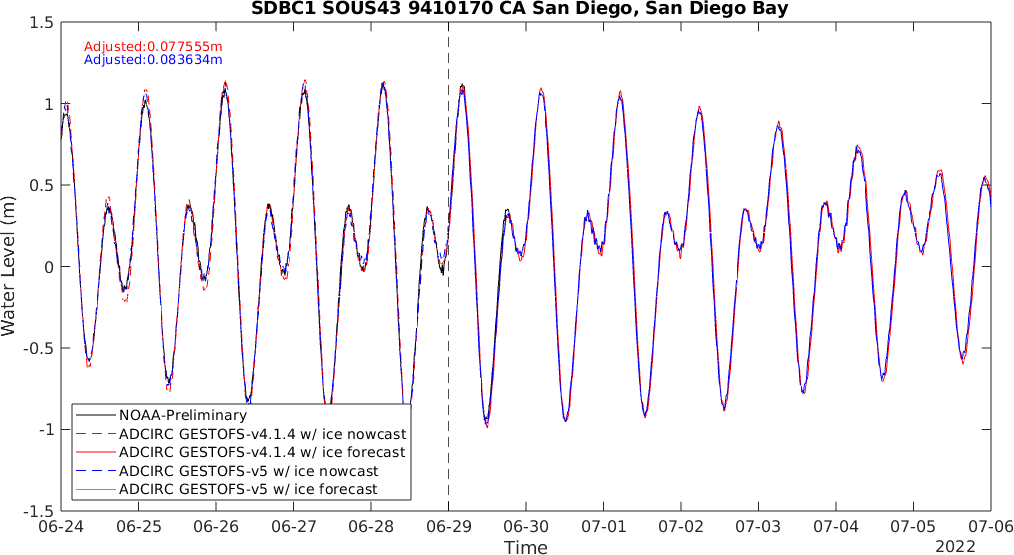 SDBC1 SOUS43 9410170 CA San Diego, San Diego Bay
Adjusted:0.077555m
Adjusted:0.083634m
1.5
1
0.5
0
-0.5
-1
-1.5
Water Level (m)
NOAA-Preliminary
ADCIRC GESTOFS-v4.1.4 w/ ice nowcast
ADCIRC GESTOFS-v4.1.4 w/ ice forecast
ADCIRC GESTOFS-v5 w/ ice nowcast
ADCIRC GESTOFS-v5 w/ ice forecast
06-24 06-25 06-26 06-27 06-28 06-29 06-30 07-01 07-02 07-03 07-04 07-05 07-06
Time
2022